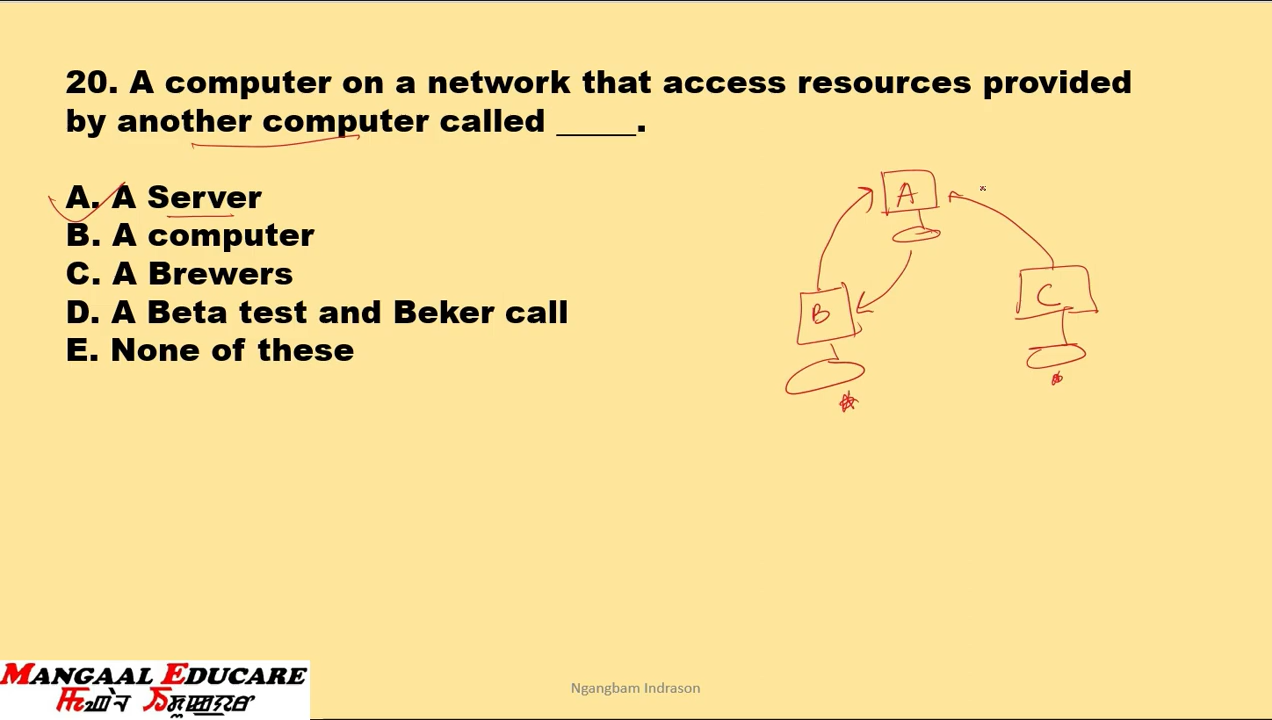 20. A computer on a network that access resources provided
by another computer called _____.
A. A Server
B. A computer
C. A Brewers
D. A Beta test and Beker call
E. None of these
A
B
C
MANGAAL EDUCARE
Ngangbam Indrason